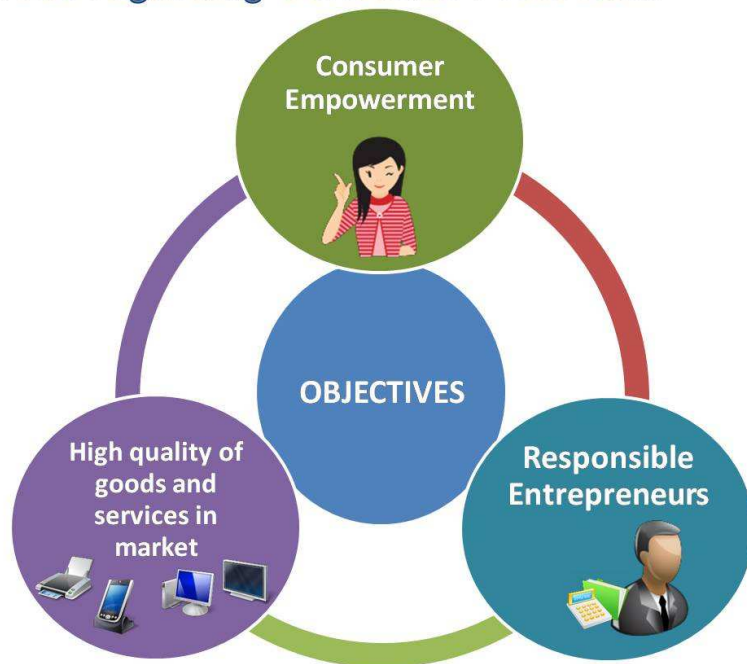 Consumer
Empowerment
OBJECTIVES
High quality of
goods and
services in
market
Responsible
Entrepreneurs